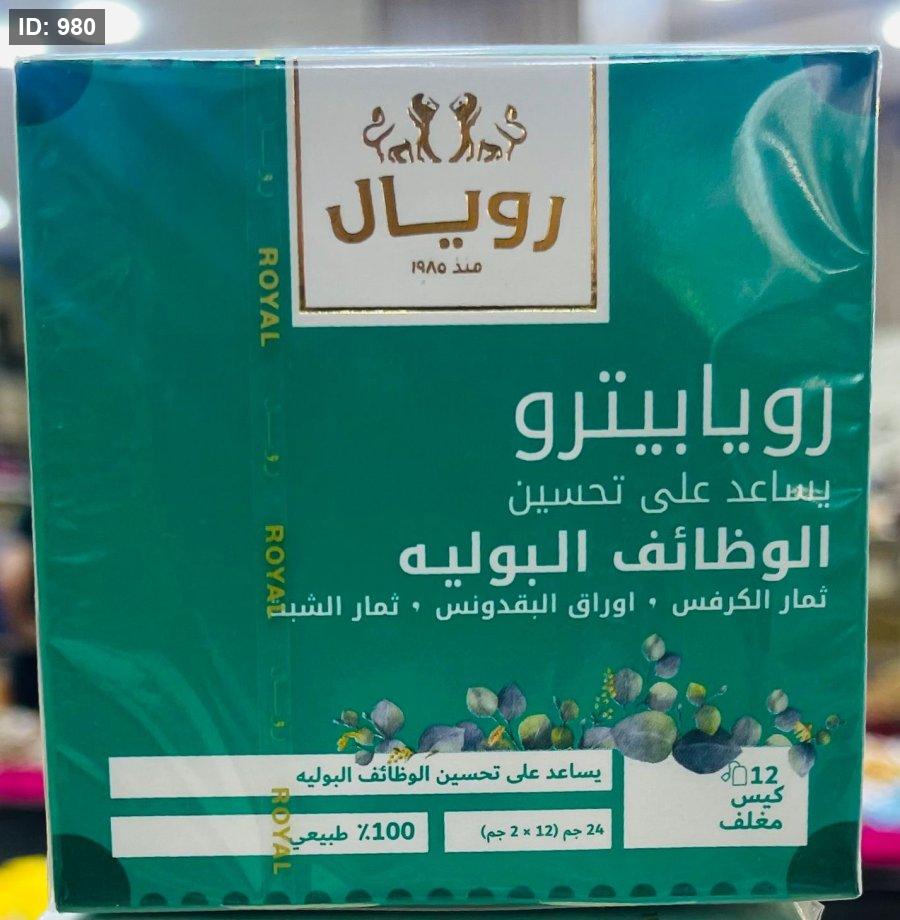 ID: 980
رويال
منذ ١٩٨٥
رويابيترو
يساعد على تحسين
الوظائف البوليه
ثمار الكرفس ، اوراق البقدونس ، ثمار الشبت
12
كيس
مغلف
يساعد على تحسين الوظائف البوليه
24 جم (12 × 2 جم)
100٪ طبيعي
ROYAL
ROYAL
ROYAL